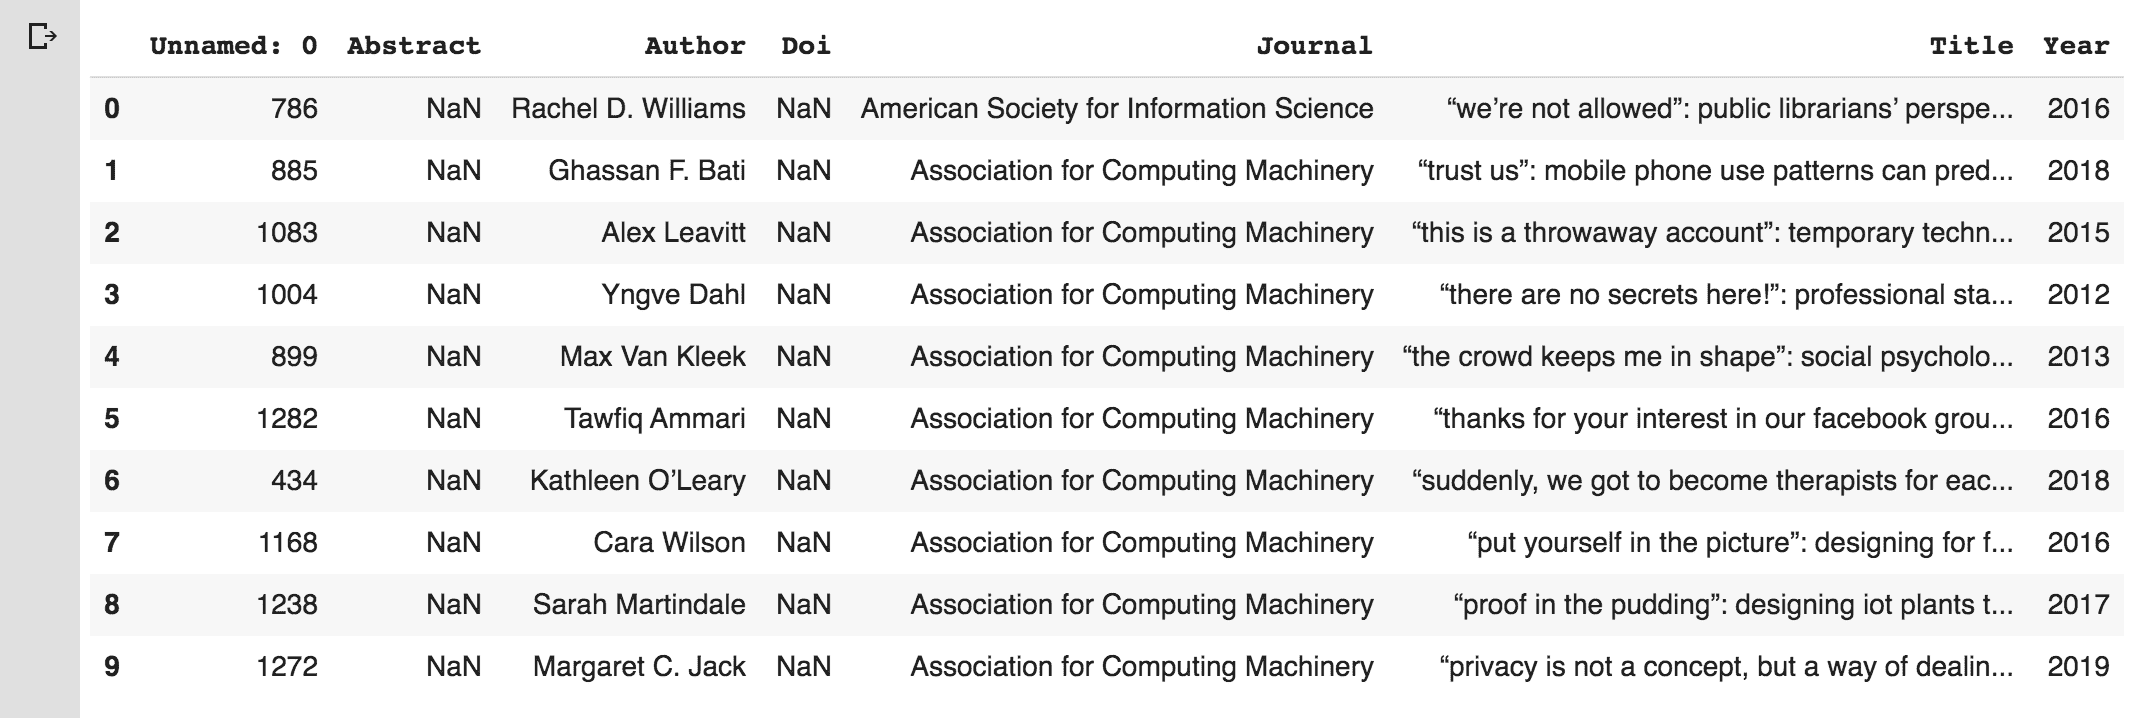 Unnamed: 0 Abstract Author Doi Journal Title Year
0 786 NaN Rachel D. Williams NaN American Society for Information Science “we’re not allowed”: public librarians’ perspe... 2016
1 885 NaN Ghassan F. Bati NaN Association for Computing Machinery “trust us”: mobile phone use patterns can pred... 2018
2 1083 NaN Alex Leavitt NaN Association for Computing Machinery “this is a throwaway account”: temporary techn... 2015
3 1004 NaN Yngve Dahl NaN Association for Computing Machinery “there are no secrets here!”: professional sta... 2012
4 899 NaN Max Van Kleek NaN Association for Computing Machinery “the crowd keeps me in shape”: social psycholo... 2013
5 1282 NaN Tawfiq Ammari NaN Association for Computing Machinery “thanks for your interest in our facebook grou... 2016
6 434 NaN Kathleen O’Leary NaN Association for Computing Machinery “suddenly, we got to become therapists for eac... 2018
7 1168 NaN Cara Wilson NaN Association for Computing Machinery “put yourself in the picture”: designing for f... 2016
8 1238 NaN Sarah Martindale NaN Association for Computing Machinery “proof in the pudding”: designing iot plants t... 2017
9 1272 NaN Margaret C. Jack NaN Association for Computing Machinery “privacy is not a concept, but a way of dealin... 2019